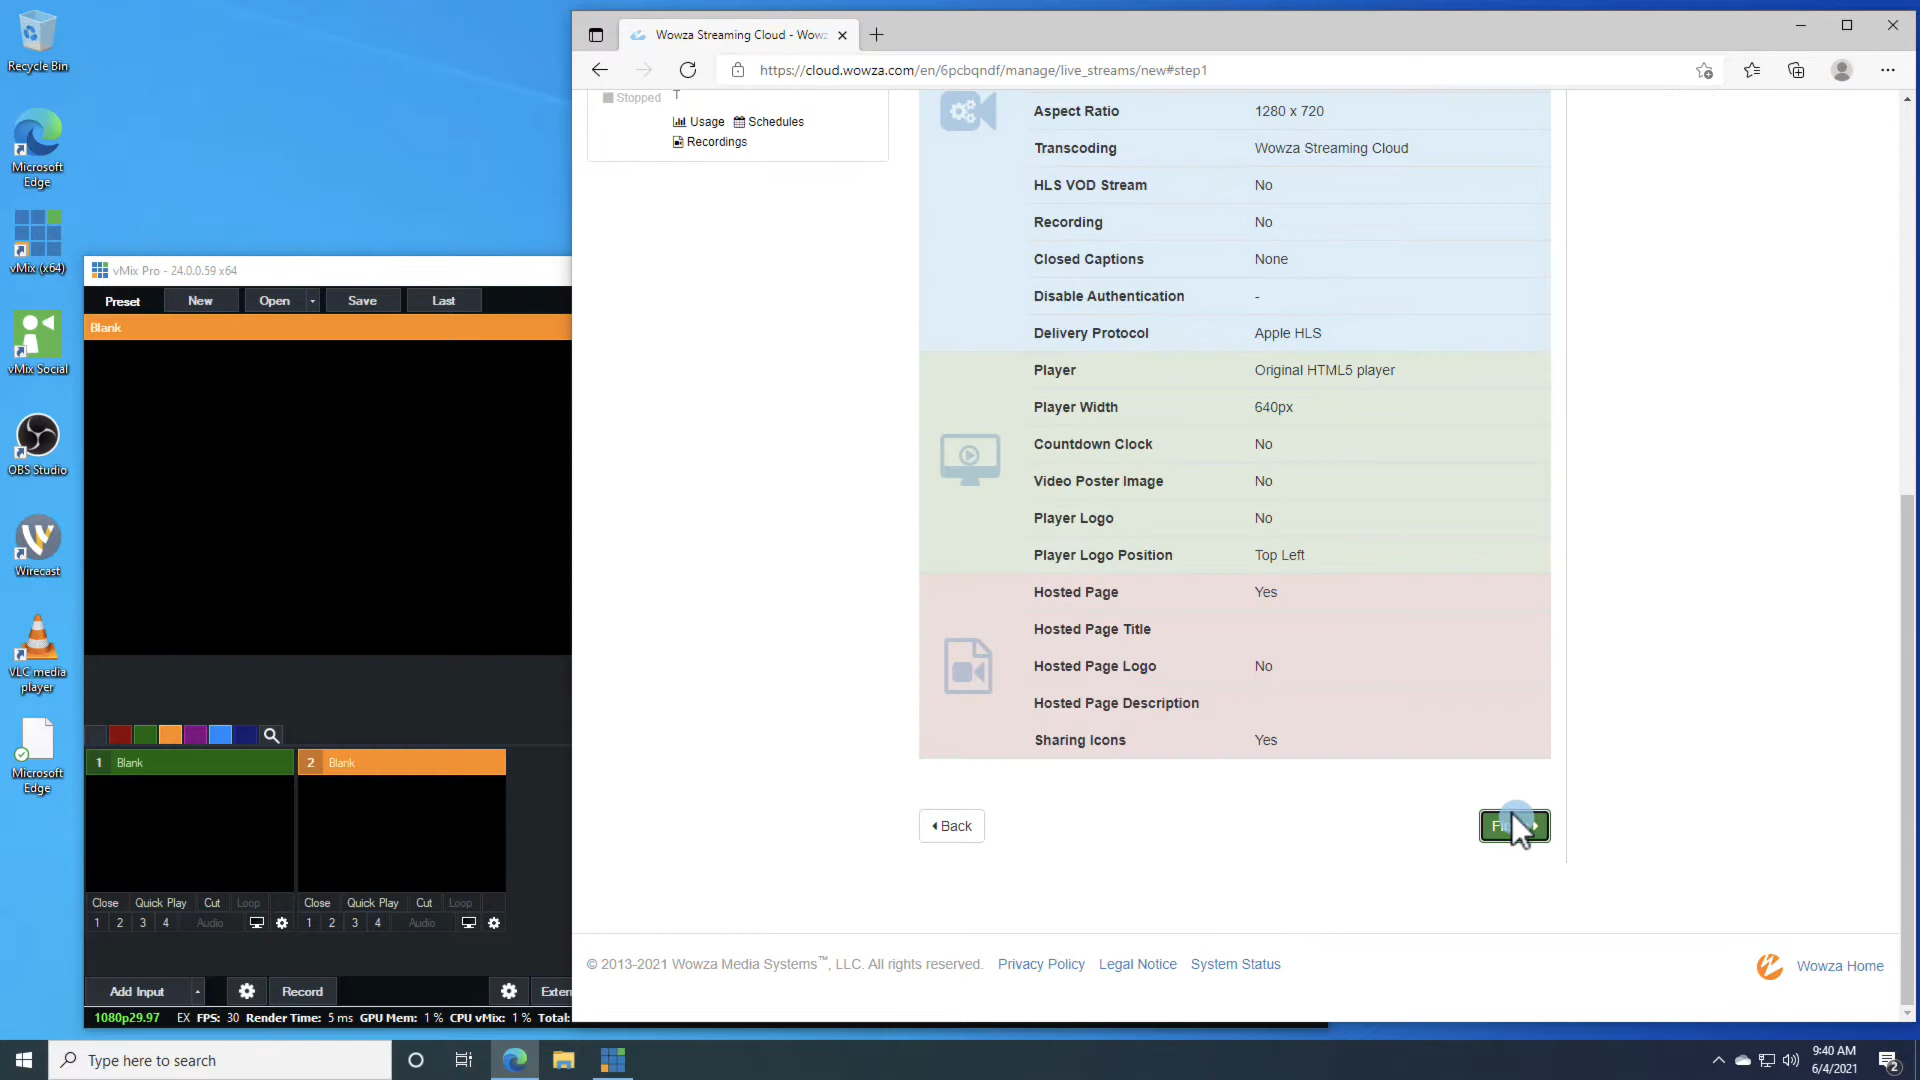 Recycle Bin
Microsoft
Edge
vMix (x64)
vMix Social
OBS Studio
Wirecast
VLC media
player
Microsoft
Edge
vMix Pro - 24.0.0.59 x64
Preset
New
Open
Save
Last
Blank
1 Blank
2 Blank
Close Quick Play Cut Loop
1 2 3 4 Audio
Close Quick Play Cut Loop
1 2 3 4 Audio
Add Input
Record
1080p29.97 EX FPS: 30 Render Time: 5 ms GPU Mem: 1 % CPU vMix: 1 % Total:
Wowza Streaming Cloud - Wowz
https://cloud.wowza.com/en/6pcbqndf/manage/live_streams/new#step1
Stopped
Usage Schedules
Recordings
Aspect Ratio 1280 x 720
Transcoding Wowza Streaming Cloud
HLS VOD Stream No
Recording No
Closed Captions None
Disable Authentication -
Delivery Protocol Apple HLS
Player Original HTML5 player
Player Width 640px
Countdown Clock No
Video Poster Image No
Player Logo No
Player Logo Position Top Left
Hosted Page Yes
Hosted Page Title
Hosted Page Logo No
Hosted Page Description
Sharing Icons Yes
Back
© 2013-2021 Wowza Media Systems™, LLC. All rights reserved. Privacy Policy Legal Notice System Status
Wowza Home
Type here to search
9:40 AM
6/4/2021
2